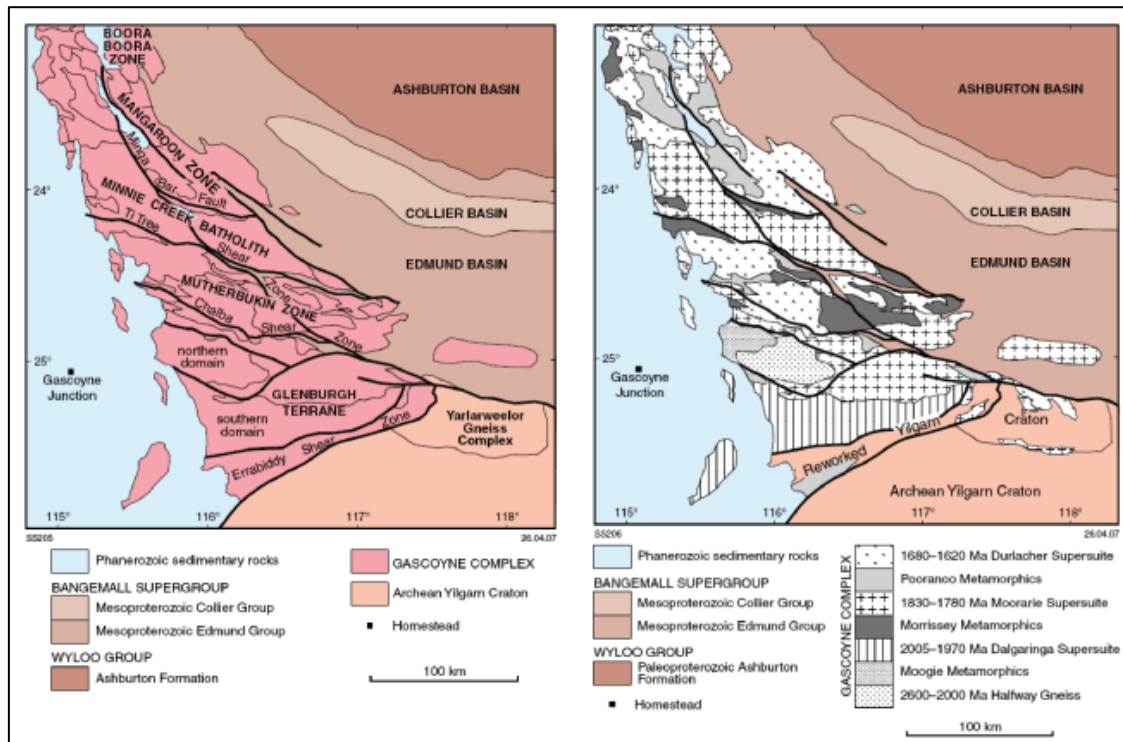 BOORA
BOORA
ZONE
ASHBURTON BASIN
MANGAROON ZONE
Minga
Bar
Fault
24°
COLLIER BASIN
MINNIE CREEK BATHOLITH
Ti Tree
Shear
Zone
EDMUND BASIN
MUTHERBUKIN ZONE
Chalba
Shear
Zone
northern
domain
25°
Gascoyne
Junction
GLENBURGH
TERRANE
southern
domain
Yarlarweelor
Gneiss
Complex
Errabiddy Shear Zone
115° 116° 117° 118°
SS205 26.04.07
Phanerozoic sedimentary rocks
BANGEMALL SUPERGROUP
Mesoproterozoic Collier Group
Mesoproterozoic Edmund Group
WYLOO GROUP
Ashburton Formation
GASCOYNE COMPLEX
Archean Yilgarn Craton
Homestead
100 km
ASHBURTON BASIN
24°
COLLIER BASIN
EDMUND BASIN
25°
Gascoyne
Junction
Reworked Yilgarn Craton
Archean Yilgarn Craton
115° 116° 117° 118°
SS206 26.04.07
Phanerozoic sedimentary rocks
BANGEMALL SUPERGROUP
Mesoproterozoic Collier Group
Mesoproterozoic Edmund Group
WYLOO GROUP
Paleoproterozoic Ashburton
Formation
Homestead
GASCOYNE COMPLEX
1680–1620 Ma Durlacher Supersuite
Pooranoo Metamorphics
1830–1780 Ma Moorarie Supersuite
Morrissey Metamorphics
2005–1970 Ma Dalgaringa Supersuite
Moogie Metamorphics
2600–2000 Ma Halfway Gneiss
100 km